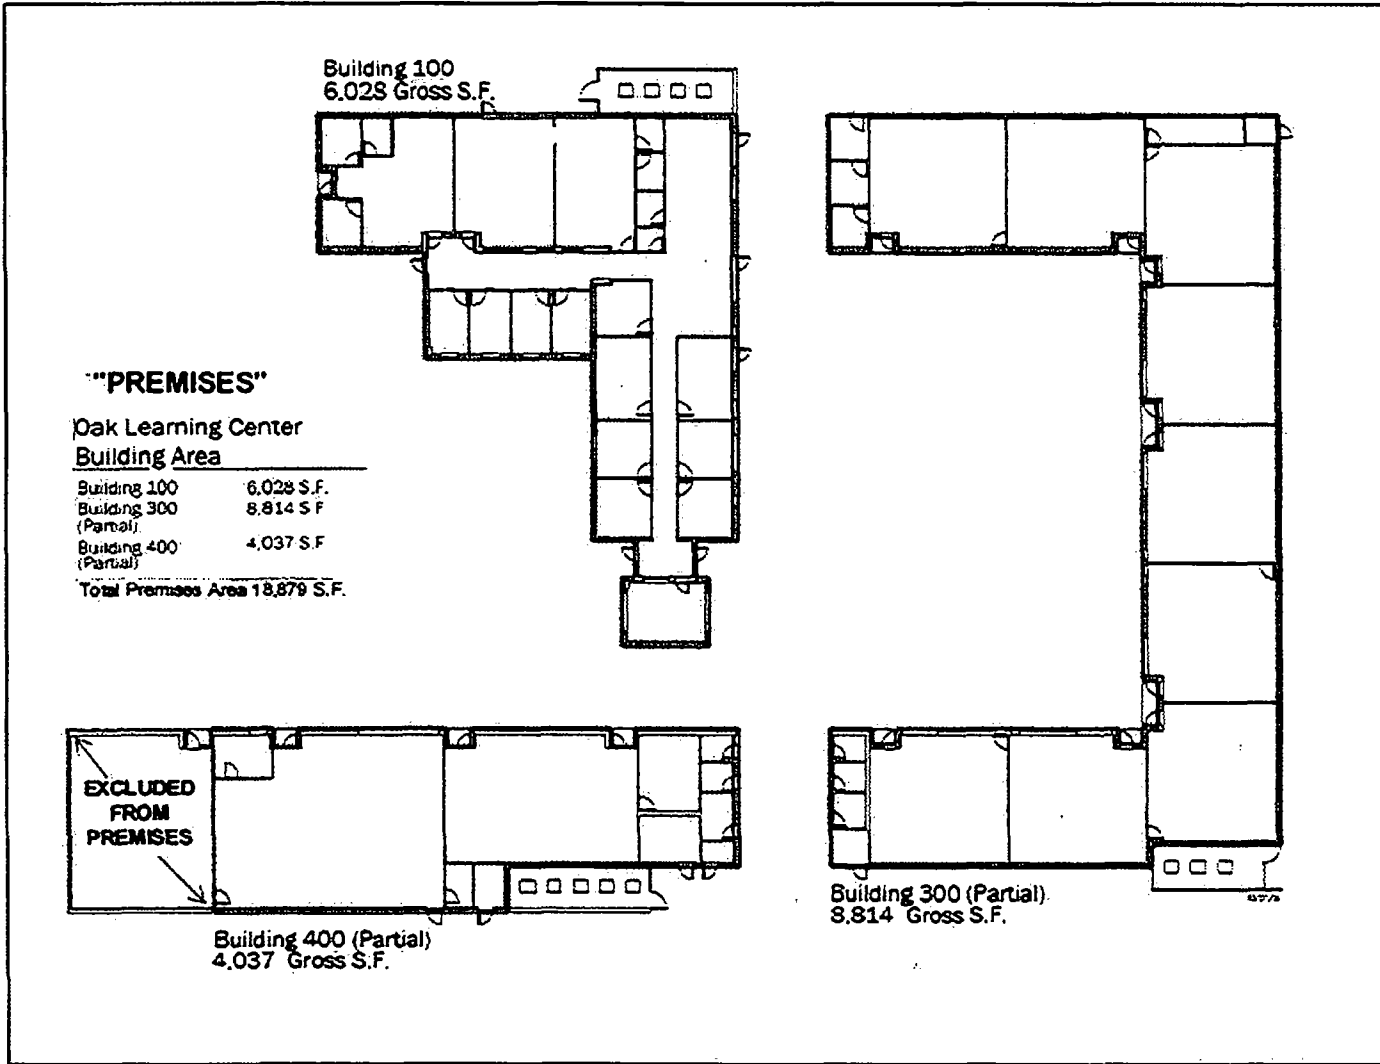 Building 100
6.028 Gross S.F.
""PREMISES"
Oak Learning Center
Building Area
Building 100 6.028 S.F.
Building 300 8.814 S F
(Partial)
Building 400 4,037 S.F
(Partial)
Total Premises Area 18,879 S.F.
EXCLUDED
FROM
PREMISES
Building 400 (Partial)
4.037 Gross S.F.
Building 300 (Partial)
8.814 Gross S.F.